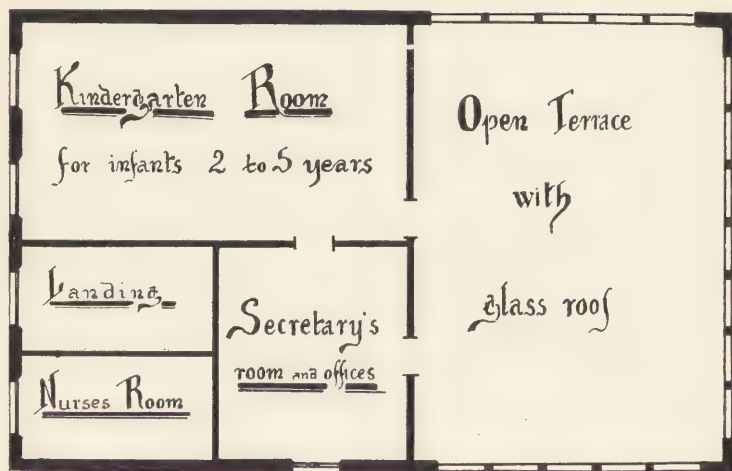 Kindergarten Room
for infants 2 to 5 years
Open Terrace
with
glass roof
Landing
Secretary's
room and offices
Nurses Room